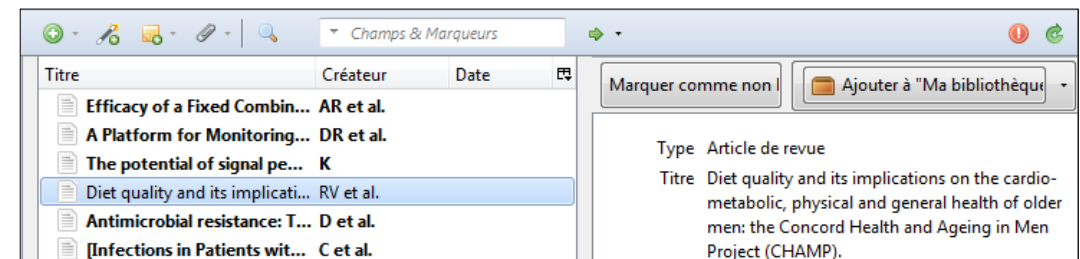 Champs & Marqueurs
Titre Créateur Date
Efficacy of a Fixed Combin... AR et al.
A Platform for Monitoring... DR et al.
The potential of signal pe... K
Diet quality and its implicati... RV et al.
Antimicrobial resistance: T... D et al.
[Infections in Patients wit... C et al.
Marquer comme non l
Ajouter à "Ma bibliothèque
Type Article de revue
Titre Diet quality and its implications on the cardio-
metabolic, physical and general health of older
men: the Concord Health and Ageing in Men
Project (CHAMP).